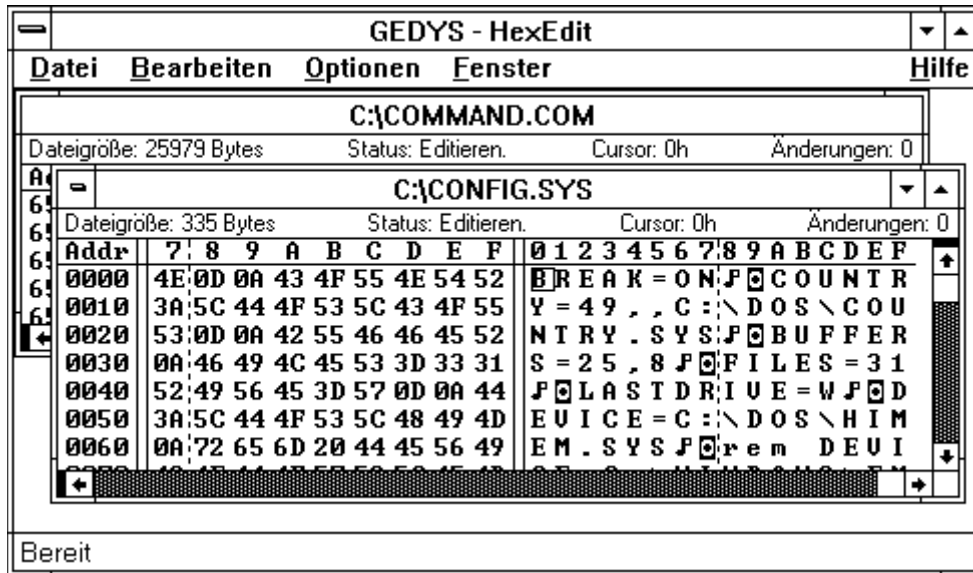 GEDYS - HexEdit
Datei Bearbeiten Optionen Fenster Hilfe
C:\COMMAND.COM
Dateigröße: 25979 Bytes Status: Editieren. Cursor: 0h Änderungen: 0
C:\CONFIG.SYS
Dateigröße: 335 Bytes Status: Editieren. Cursor: 0h Änderungen: 0
Addr 7 8 9 A B C D E F 0 1 2 3 4 5 6 7 8 9 A B C D E F
0000 4E 0D 0A 43 4F 55 4E 54 52 B R E A K = O N ♪ ◙ C O U N T R
0010 3A 5C 44 4F 53 5C 43 4F 55 Y = 4 9 , , C : \ D O S \ C O U
0020 53 0D 0A 42 55 46 46 45 52 N T R Y . S Y S ♪ ◙ B U F F E R
0030 0A 46 49 4C 45 53 3D 33 31 S = 2 5 , 8 ♪ ◙ F I L E S = 3 1
0040 52 49 56 45 3D 57 0D 0A 44 ♪ ◙ L A S T D R I V E = W ♪ ◙ D
0050 3A 5C 44 4F 53 5C 48 49 4D E V I C E = C : \ D O S \ H I M
0060 0A 72 65 6D 20 44 45 56 49 E M . S Y S ♪ ◙ r e m D E V I
Bereit